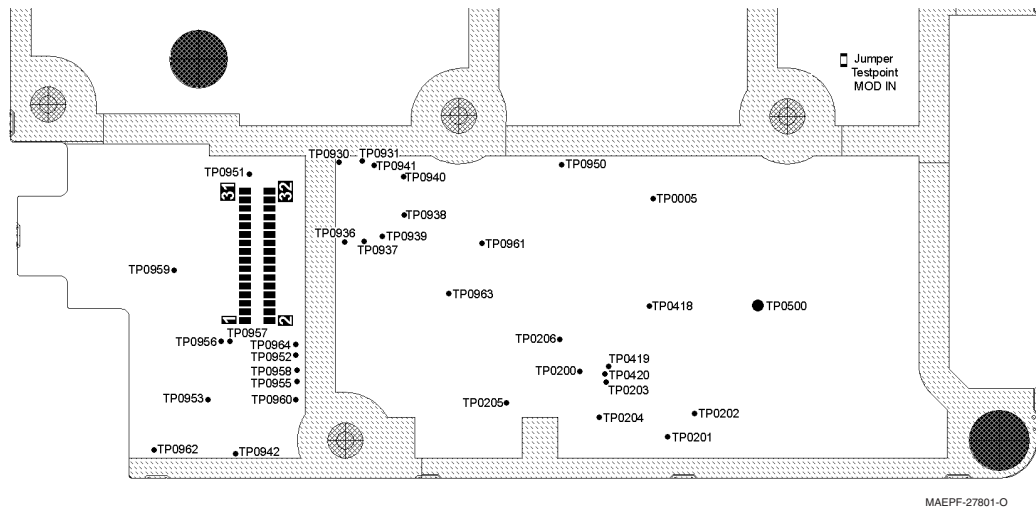 Jumper
Testpoint
MOD IN
TP0930
TP0931
TP0941
TP0940
TP0950
TP0951
31
32
TP0005
TP0938
TP0936
TP0939
TP0937
TP0961
TP0959
TP0963
TP0418
TP0500
1
2
TP0957
TP0956
TP0964
TP0952
TP0958
TP0955
TP0953
TP0960
TP0206
TP0419
TP0200
TP0420
TP0203
TP0205
TP0204
TP0202
TP0201
TP0962
TP0942
MAEPF-27801-O